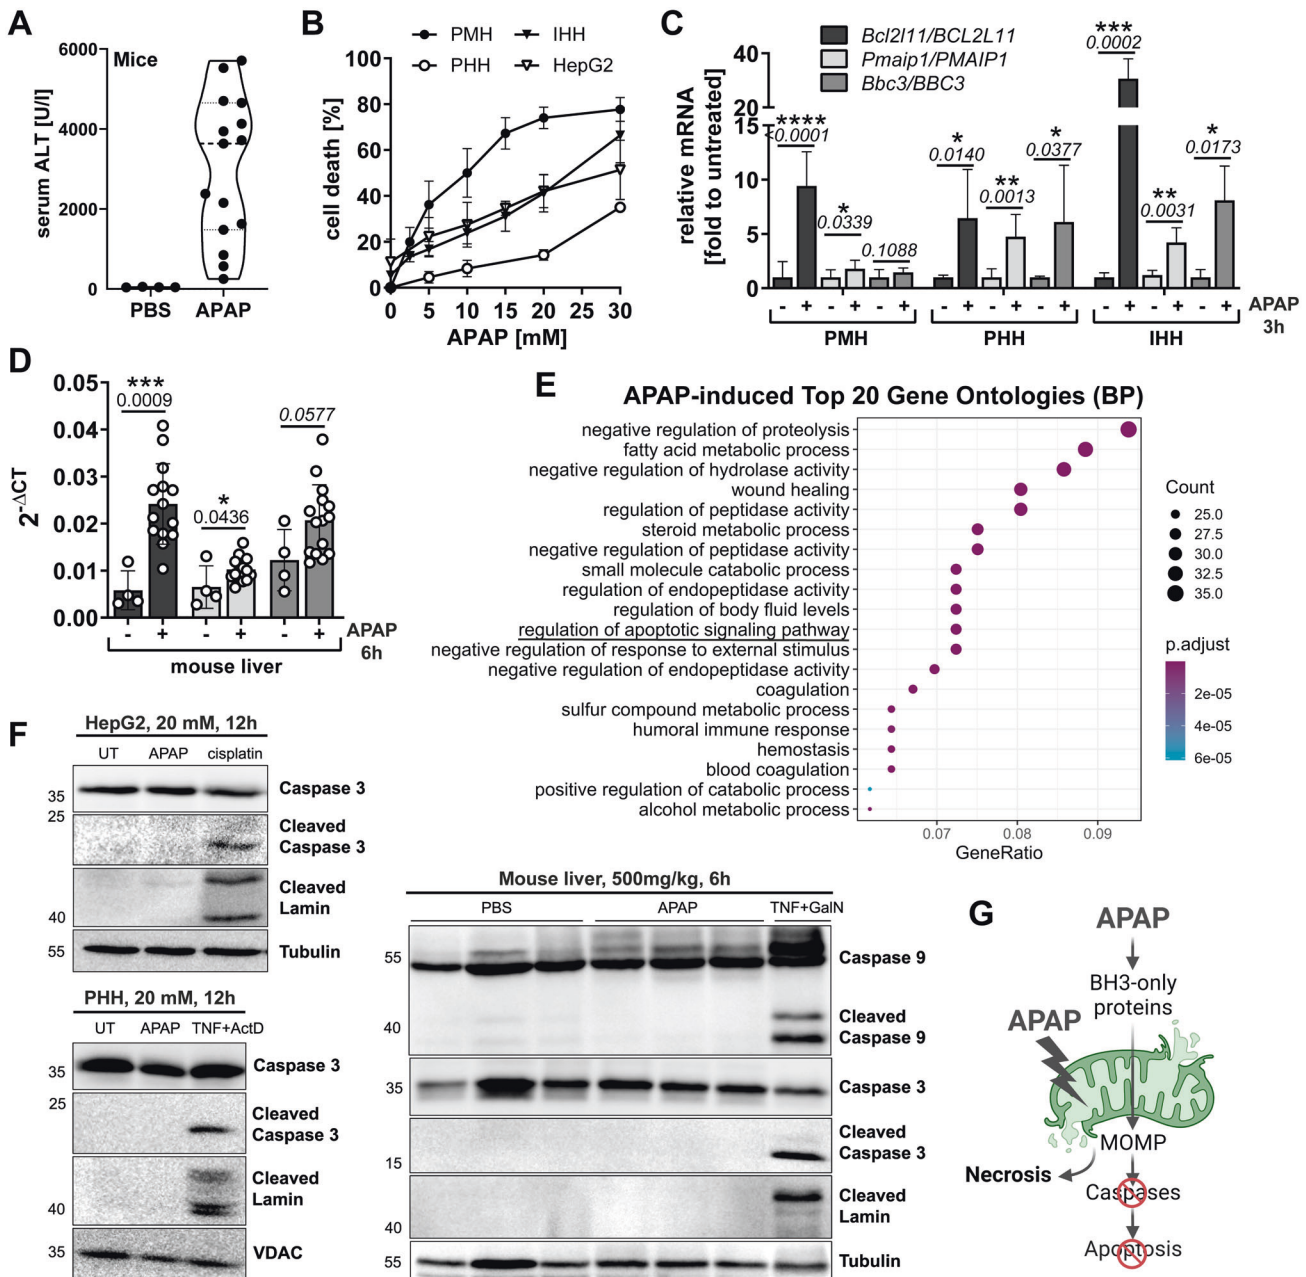 A
Mice
serum ALT [U/l]
6000
4000
2000
0
PBS
APAP
B
PMH
IHH
PHH
HepG2
cell death [%]
100
80
60
40
20
0
0 5 10 15 20 25 30
APAP [mM]
C
Bcl2l11/BCL2L11
Pmaip1/PMAIP1
Bbc3/BBC3
relative mRNA
[fold to untreated]
40
20
15
10
5
0
****
<0.0001
*
0.0339
0.1088
*
0.0140
**
0.0013
*
0.0377
***
0.0002
**
0.0031
*
0.0173
- + - + - + - + - + - + - + - + - +
APAP
3h
PMH
PHH
IHH
D
2-ΔCT
0.05
0.04
0.03
0.02
0.01
0.00
***
0.0009
*
0.0436
0.0577
- + - + - +
APAP
6h
mouse liver
E
APAP-induced Top 20 Gene Ontologies (BP)
negative regulation of proteolysis
fatty acid metabolic process
negative regulation of hydrolase activity
wound healing
regulation of peptidase activity
steroid metabolic process
negative regulation of peptidase activity
small molecule catabolic process
regulation of endopeptidase activity
regulation of body fluid levels
regulation of apoptotic signaling pathway
negative regulation of response to external stimulus
negative regulation of endopeptidase activity
coagulation
sulfur compound metabolic process
humoral immune response
hemostasis
blood coagulation
positive regulation of catabolic process
alcohol metabolic process
0.07 0.08 0.09
GeneRatio
Count
25.0
27.5
30.0
32.5
35.0
p.adjust
2e-05
4e-05
6e-05
F
HepG2, 20 mM, 12h
UT APAP cisplatin
35
Caspase 3
25
Cleaved
Caspase 3
Cleaved
Lamin
40
55
Tubulin
PHH, 20 mM, 12h
UT APAP TNF+ActD
35
Caspase 3
25
Cleaved
Caspase 3
Cleaved
Lamin
40
35
VDAC
Mouse liver, 500mg/kg, 6h
PBS APAP TNF+GalN
55
Caspase 9
40
Cleaved
Caspase 9
35
Caspase 3
Cleaved
Caspase 3
15
Cleaved
Lamin
40
55
Tubulin
G
APAP
BH3-only
proteins
APAP
MOMP
Necrosis
Caspases
Apoptosis